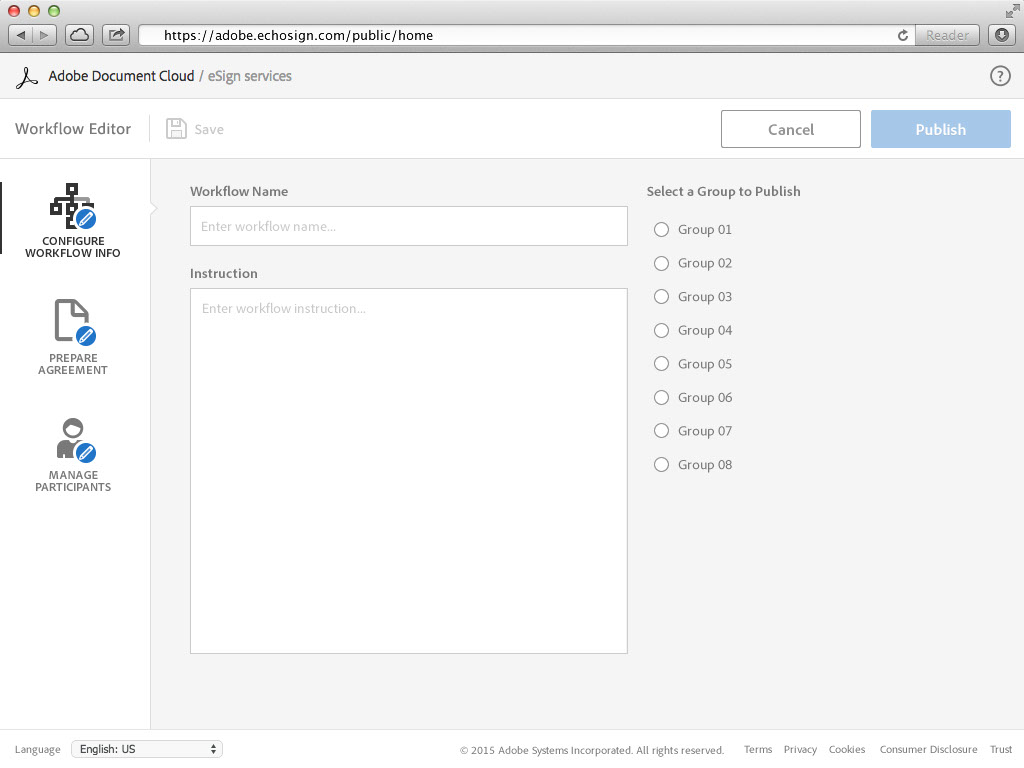 https://adobe.echosign.com/public/home
Reader
Adobe Document Cloud / eSign services
?
Workflow Editor
Save
Cancel
Publish
CONFIGURE
WORKFLOW INFO
PREPARE
AGREEMENT
MANAGE
PARTICIPANTS
Workflow Name
Enter workflow name...
Instruction
Enter workflow instruction...
Select a Group to Publish
Group 01
Group 02
Group 03
Group 04
Group 05
Group 06
Group 07
Group 08
Language English: US
© 2015 Adobe Systems Incorporated. All rights reserved. Terms Privacy Cookies Consumer Disclosure Trust